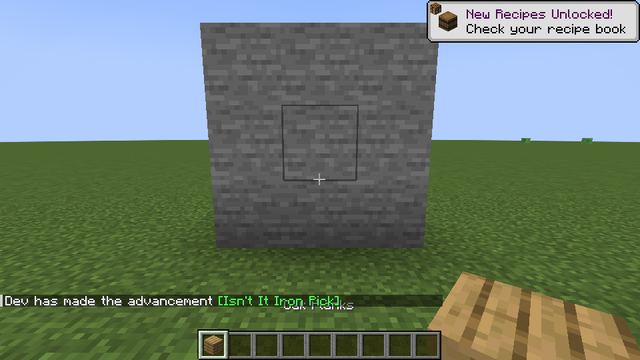 New Recipes Unlocked!
Check your recipe book
Dev has made the advancement [Isn't It Iron Pick]
Oak Planks